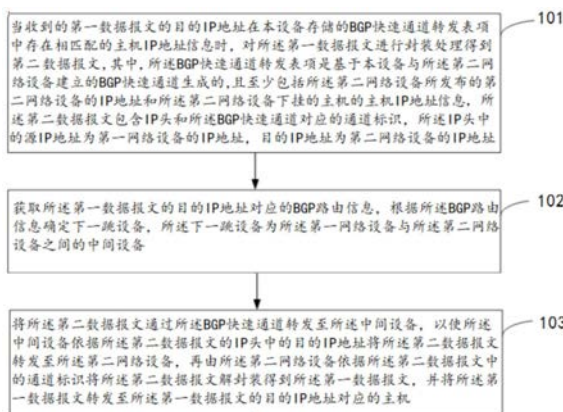 当收到的第一数据报文的目的IP地址在本设备存储的BGP快速通道转发表项
中存在相匹配的主机IP地址信息时，对所述第一数据报文进行封装处理得到
第二数据报文，其中，所述BGP快速通道转发表项是基于本设备与所述第二网
络设备建立的BGP快速通道生成的，且至少包括所述第二网络设备所发布的第
二网络设备的IP地址和所述第二网络设备下挂的主机的主机IP地址信息，所
述第二数据报文包含IP头和所述BGP快速通道对应的通道标识，所述IP头中
的源IP地址为第一网络设备的IP地址，目的IP地址为第二网络设备的IP地址
101
获取所述第一数据报文的目的IP地址对应的BGP路由信息，根据所述BGP路由
信息确定下一跳设备，所述下一跳设备为所述第一网络设备与所述第二网络
设备之间的中间设备
102
将所述第二数据报文通过所述BGP快速通道转发至所述中间设备，以使所述
中间设备依据所述第二数据报文的IP头中的目的IP地址将所述第二数据报文
转发至所述第二网络设备，再由所述第二网络设备依据所述第二数据报文中
的通道标识将所述第二数据报文解封装得到所述第一数据报文，并将所述第
一数据报文转发至所述第一数据报文的目的IP地址对应的主机
103